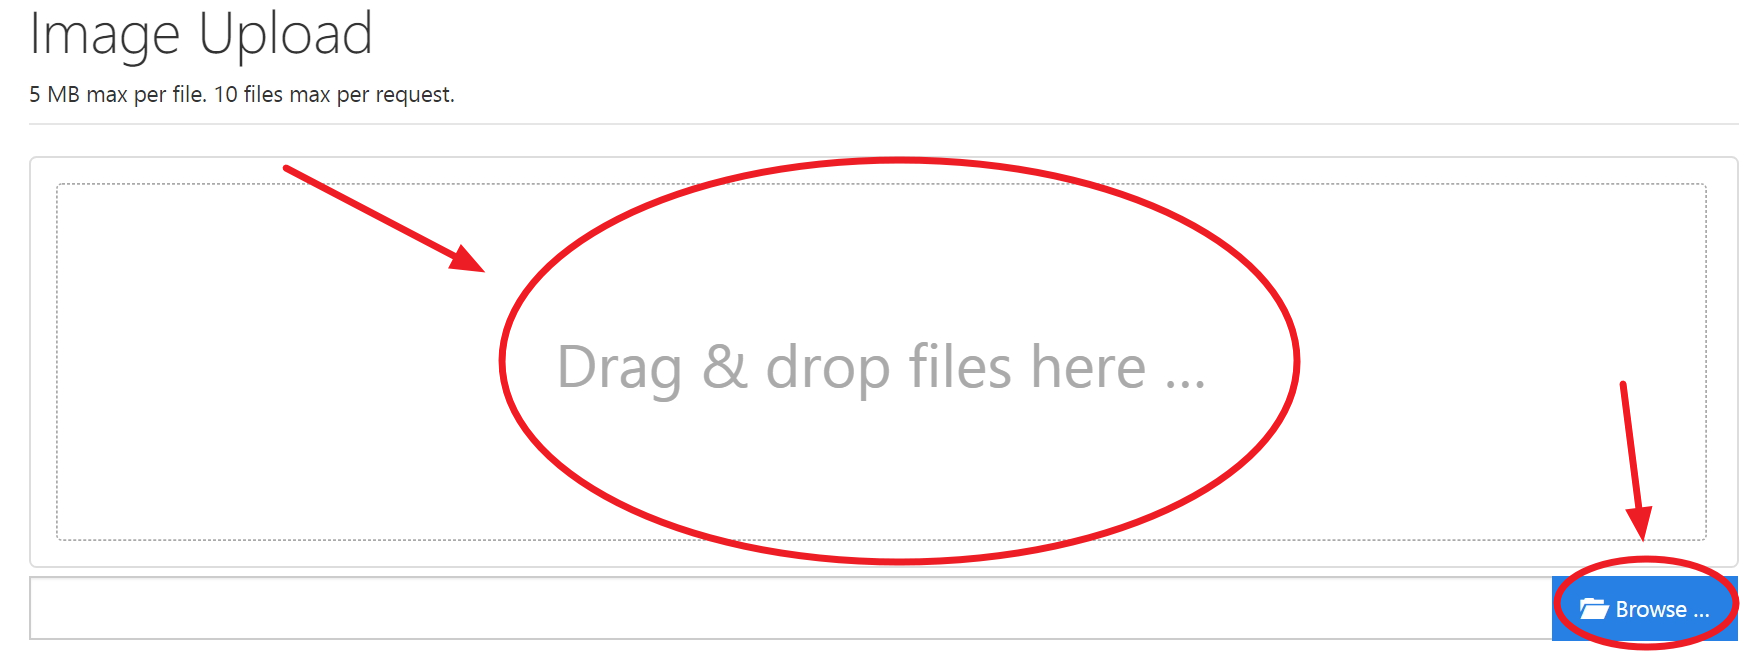 Image Upload
5 MB max per file. 10 files max per request.
Drag & drop files here ...
Browse ...